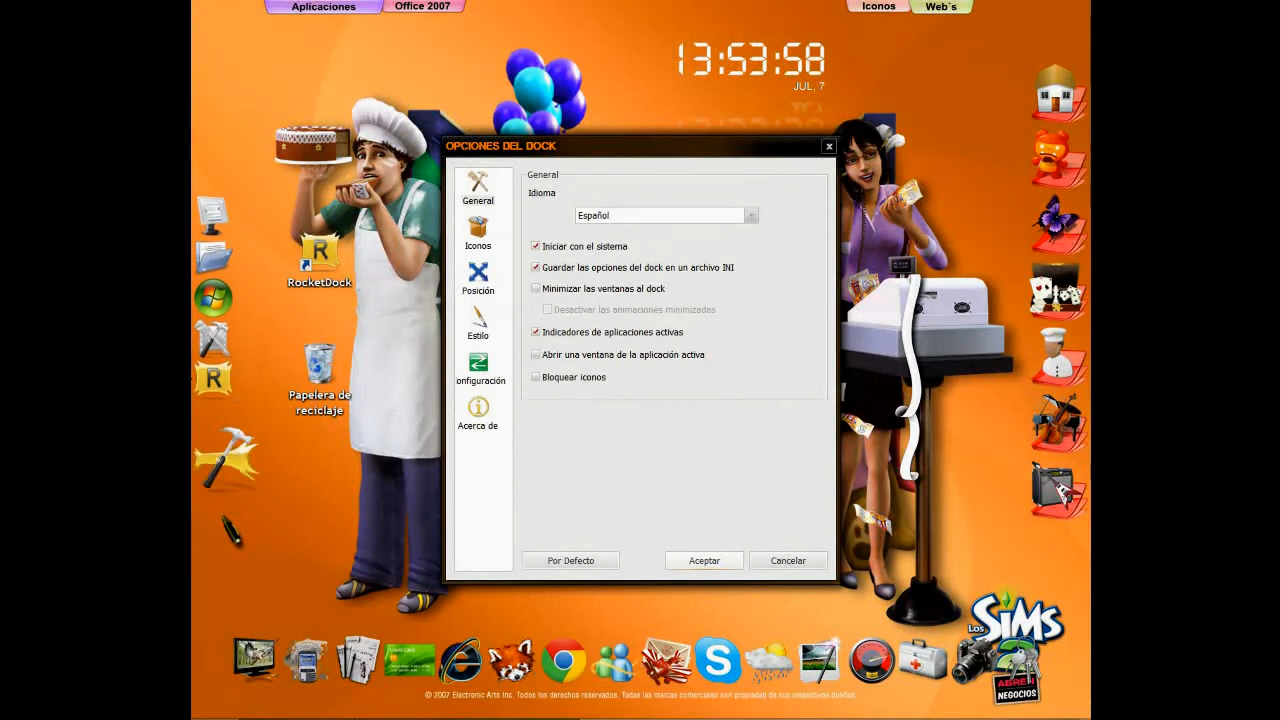 Aplicaciones
Office 2007
Iconos
Web´s
13:53:58
JUL, 7
OPCIONES DEL DOCK
x
General
Iconos
Posición
Estilo
onfiguración
Acerca de
General
Idioma
Español
Iniciar con el sistema
Guardar las opciones del dock en un archivo INI
Minimizar las ventanas al dock
Desactivar las animaciones minimizadas
Indicadores de aplicaciones activas
Abrir una ventana de la aplicación activa
Bloquear iconos
Por Defecto
Aceptar
Cancelar
R
RocketDock
Papelera de
reciclaje
R
S
LOS
SiMS
2
ABREN
NEGOCIOS
© 2007 Electronic Arts Inc. Todos los derechos reservados. Todas las marcas comerciales son propiedad de sus respectivos dueños.